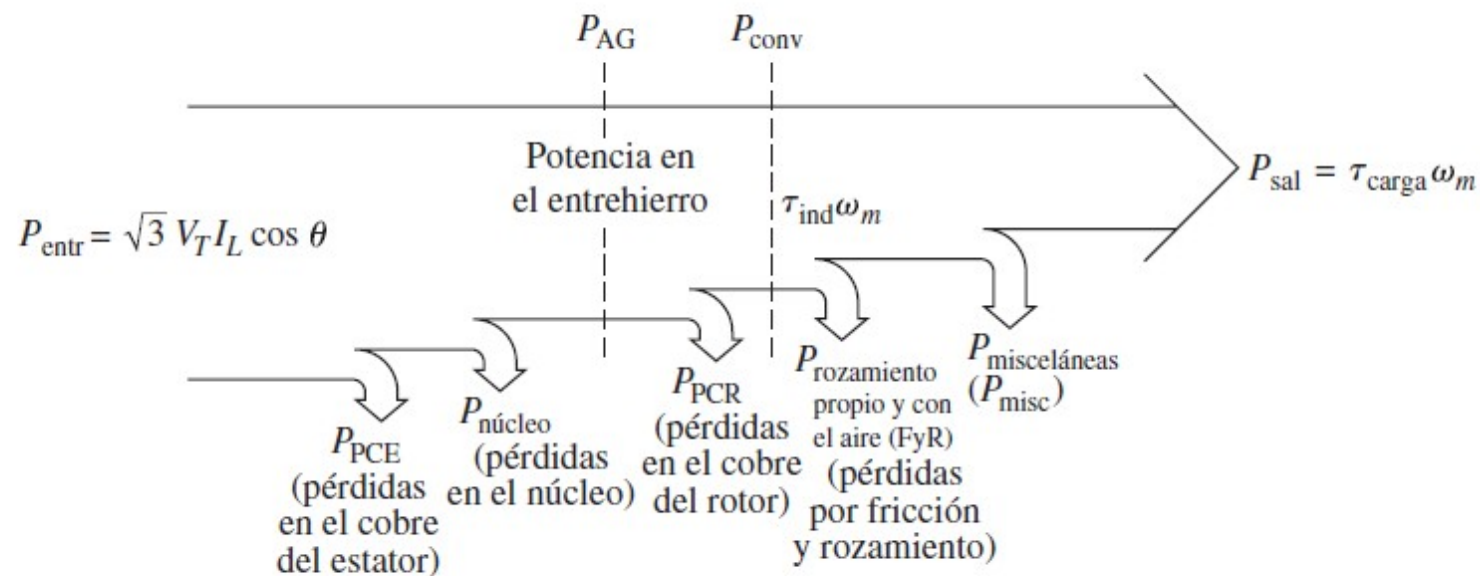 P_AG
P_conv
Potencia en
el entrehierro
τ_ind ω_m
P_sal = τ_carga ω_m
P_entr = √3 V_T I_L cos θ
P_PCE
(pérdidas
en el cobre
del estator)
P_núcleo
(pérdidas
en el núcleo)
P_PCR
(pérdidas
en el cobre
del rotor)
P_rozamiento
propio y con
el aire (FyR)
(pérdidas
por fricción
y rozamiento)
P_misceláneas
(P_misc)